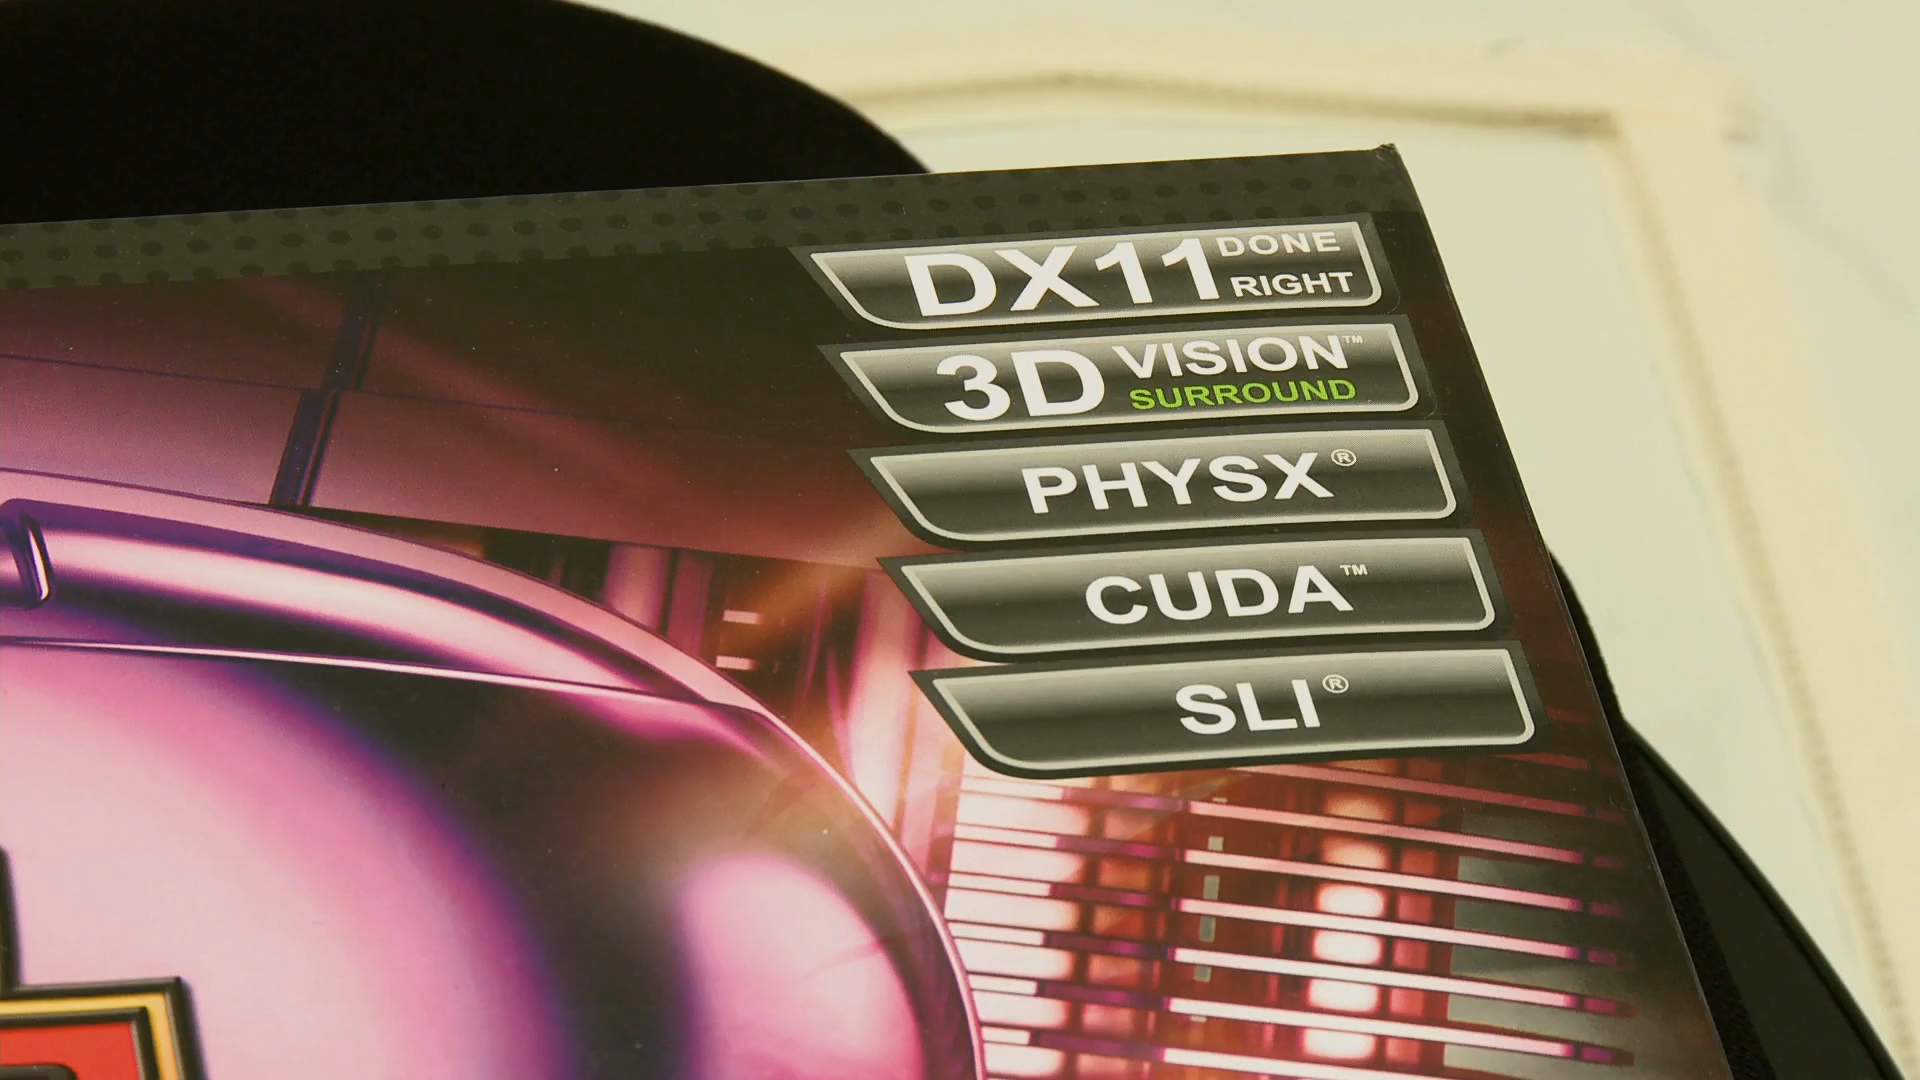 DX11 DONE
RIGHT
3D VISION™
SURROUND
PHYSX®
CUDA™
SLI®